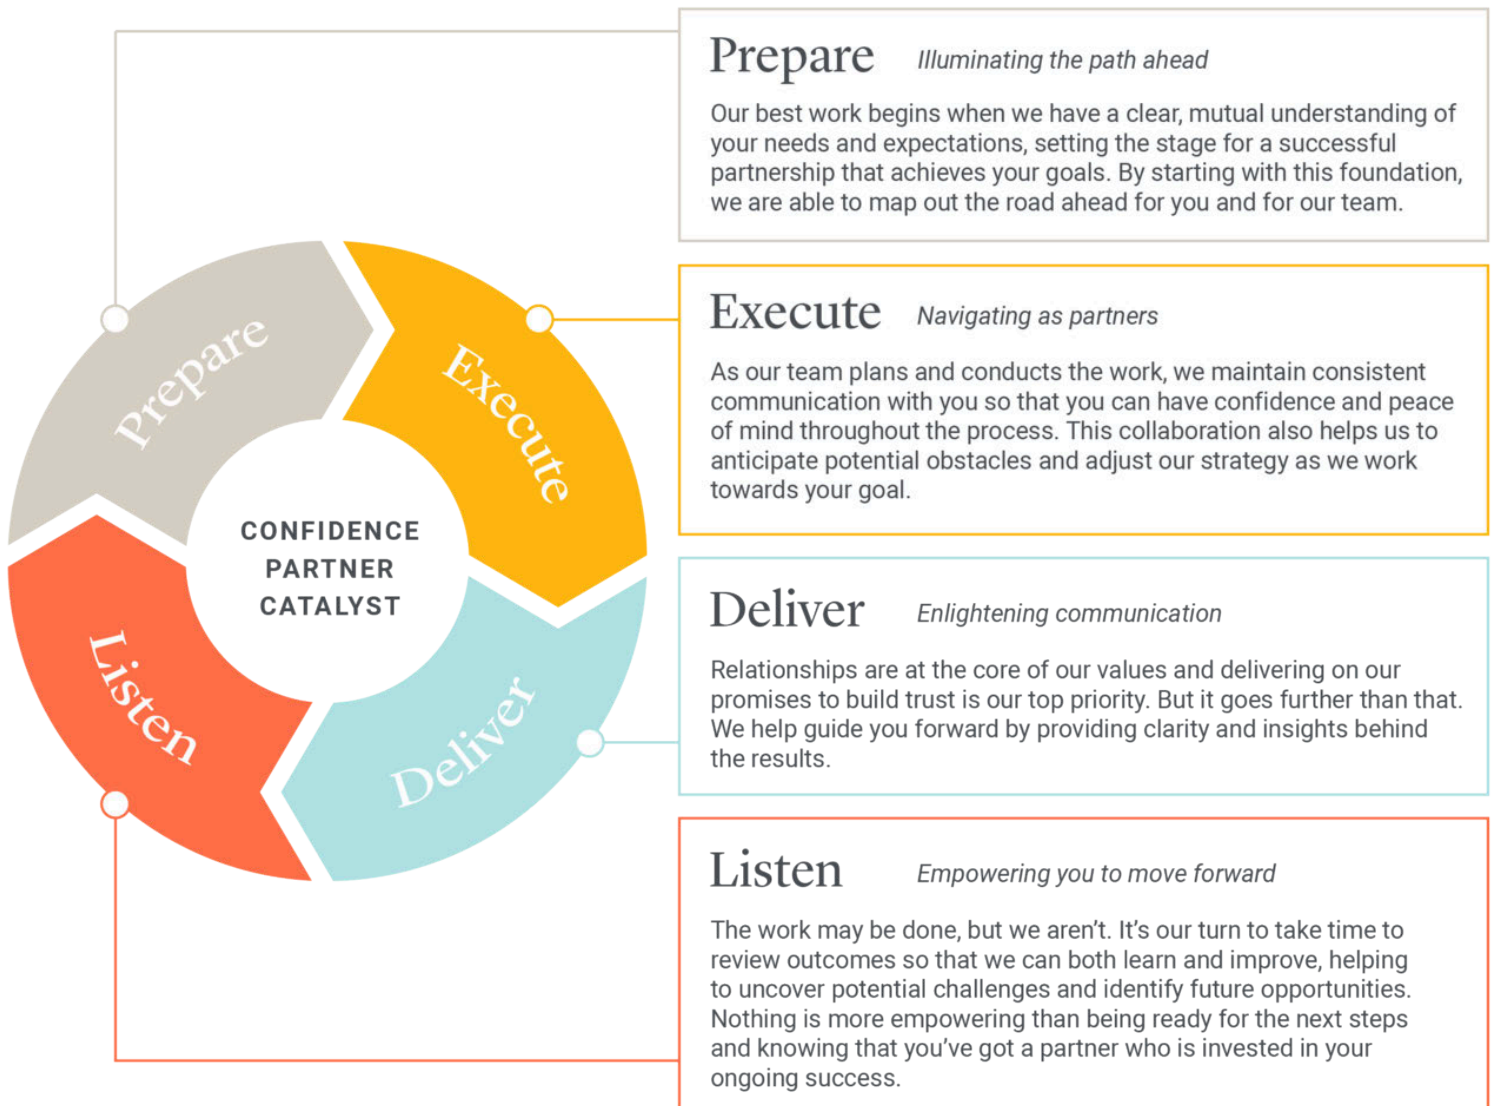 Prepare Illuminating the path ahead
Our best work begins when we have a clear, mutual understanding of
your needs and expectations, setting the stage for a successful
partnership that achieves your goals. By starting with this foundation,
we are able to map out the road ahead for you and for our team.
Execute Navigating as partners
As our team plans and conducts the work, we maintain consistent
communication with you so that you can have confidence and peace
of mind throughout the process. This collaboration also helps us to
anticipate potential obstacles and adjust our strategy as we work
towards your goal.
Deliver Enlightening communication
Relationships are at the core of our values and delivering on our
promises to build trust is our top priority. But it goes further than that.
We help guide you forward by providing clarity and insights behind
the results.
Listen Empowering you to move forward
The work may be done, but we aren’t. It’s our turn to take time to
review outcomes so that we can both learn and improve, helping
to uncover potential challenges and identify future opportunities.
Nothing is more empowering than being ready for the next steps
and knowing that you’ve got a partner who is invested in your
ongoing success.
Prepare
Execute
Deliver
Listen
CONFIDENCE
PARTNER
CATALYST